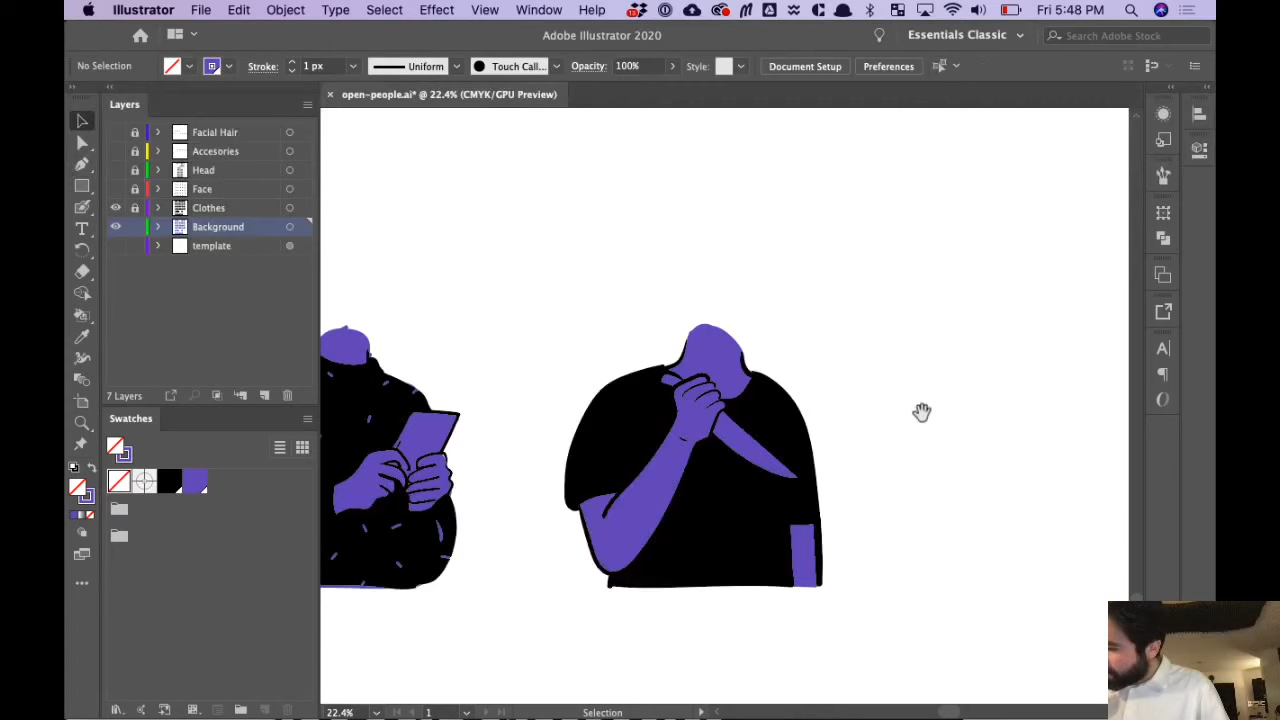 Illustrator File Edit Object Type Select Effect View Window Help Fri 5:48 PM
Adobe Illustrator 2020
Essentials Classic
Search Adobe Stock
No Selection Stroke: 1 px Uniform Touch Call... Opacity: 100% Style: Document Setup Preferences
× open-people.ai* @ 22.4% (CMYK/GPU Preview)
Layers
Facial Hair
Accesories
Head
Face
Clothes
Background
template
7 Layers
Swatches
22.4% 1 Selection